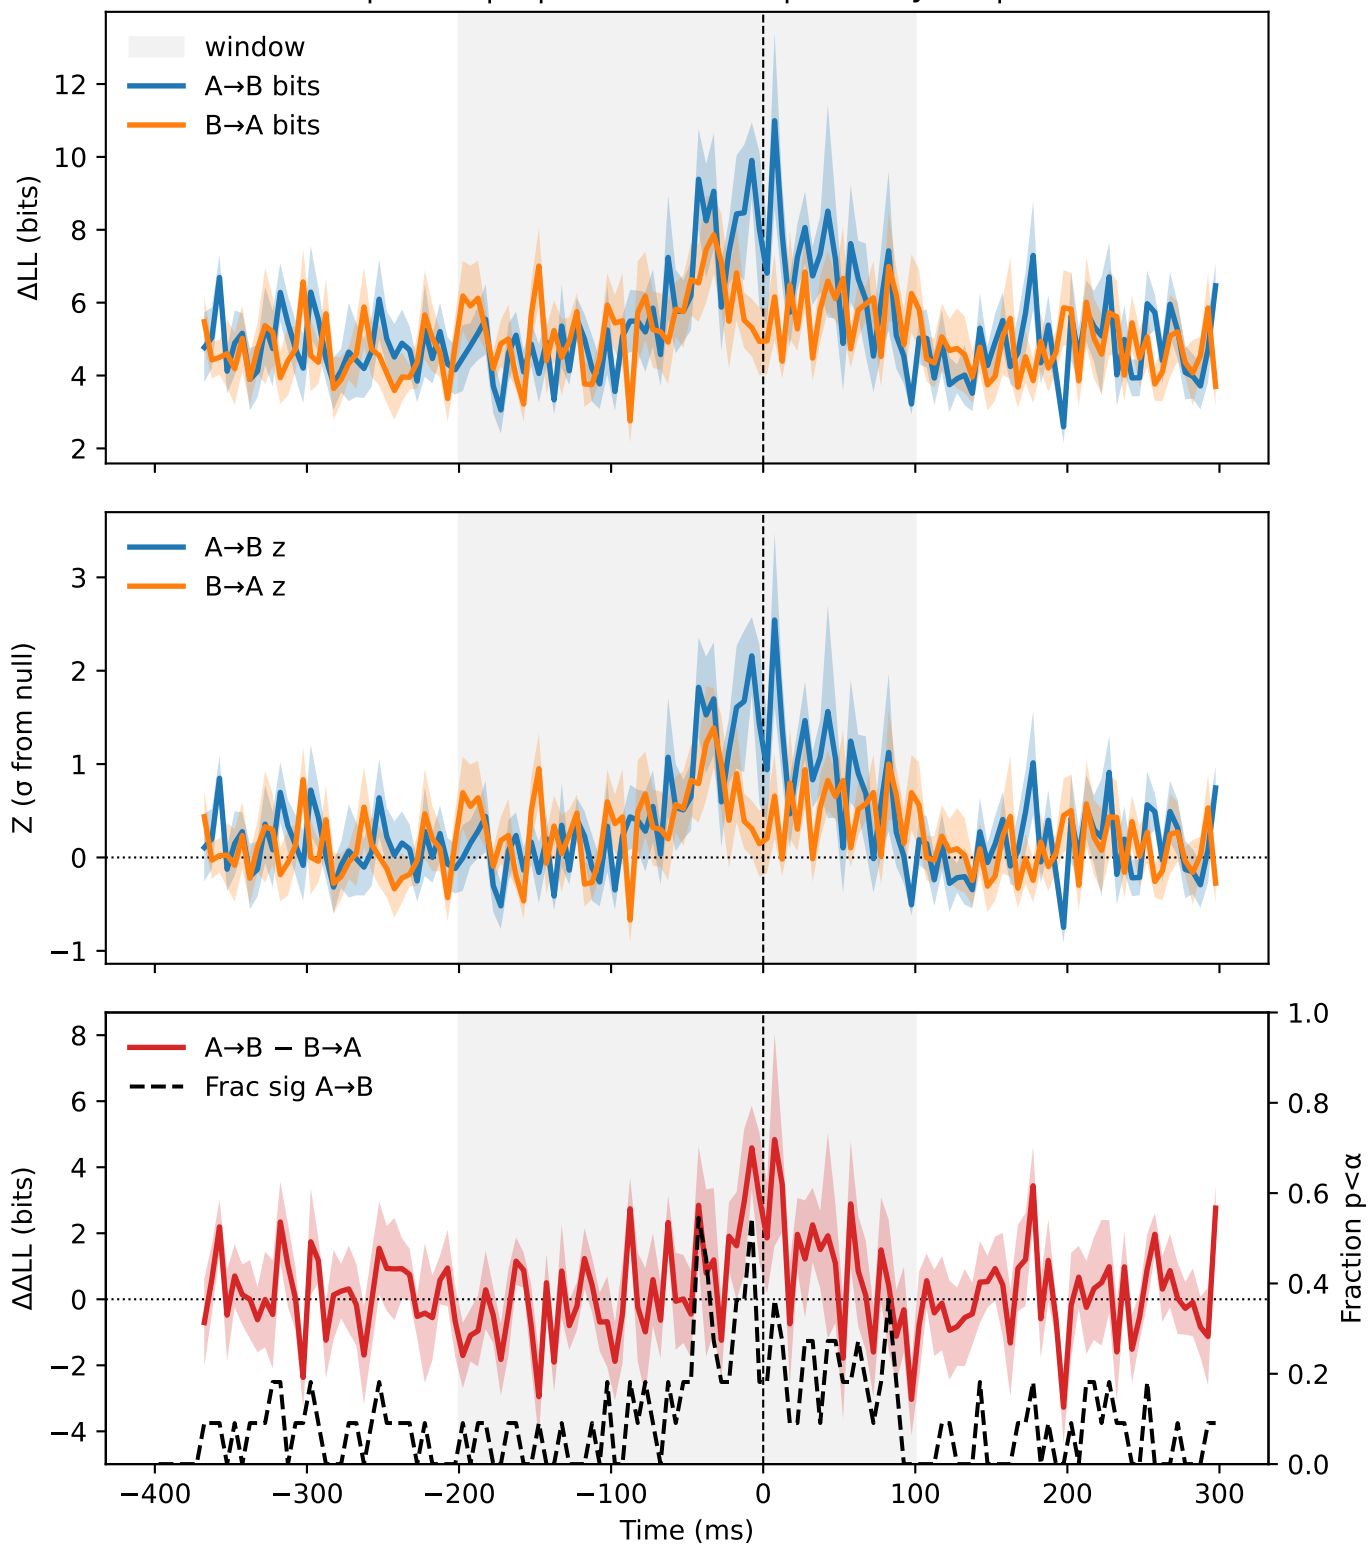 window
A→B bits
B→A bits
ΔLL (bits)
12
10
8
6
4
2
A→B z
B→A z
Z (σ from null)
3
2
1
0
−1
A→B − B→A
Frac sig A→B
ΔΔLL (bits)
8
6
4
2
0
−2
−4
1.0
0.8
0.6
0.4
0.2
0.0
Fraction p<α
−400
−300
−200
−100
0
100
200
300
Time (ms)